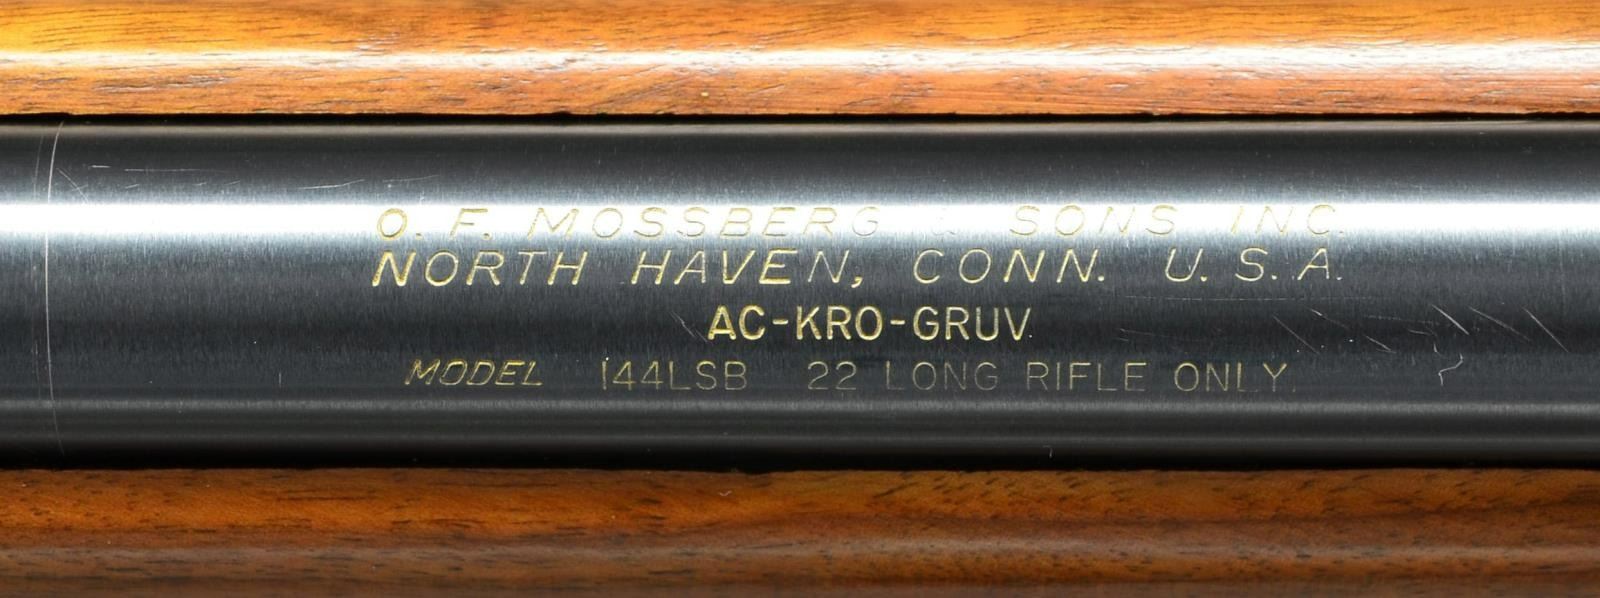 O. F. MOSSBERG & SONS INC.
NORTH HAVEN, CONN. U. S. A.
AC-KRO-GRUV
MODEL 144LSB 22 LONG RIFLE ONLY.